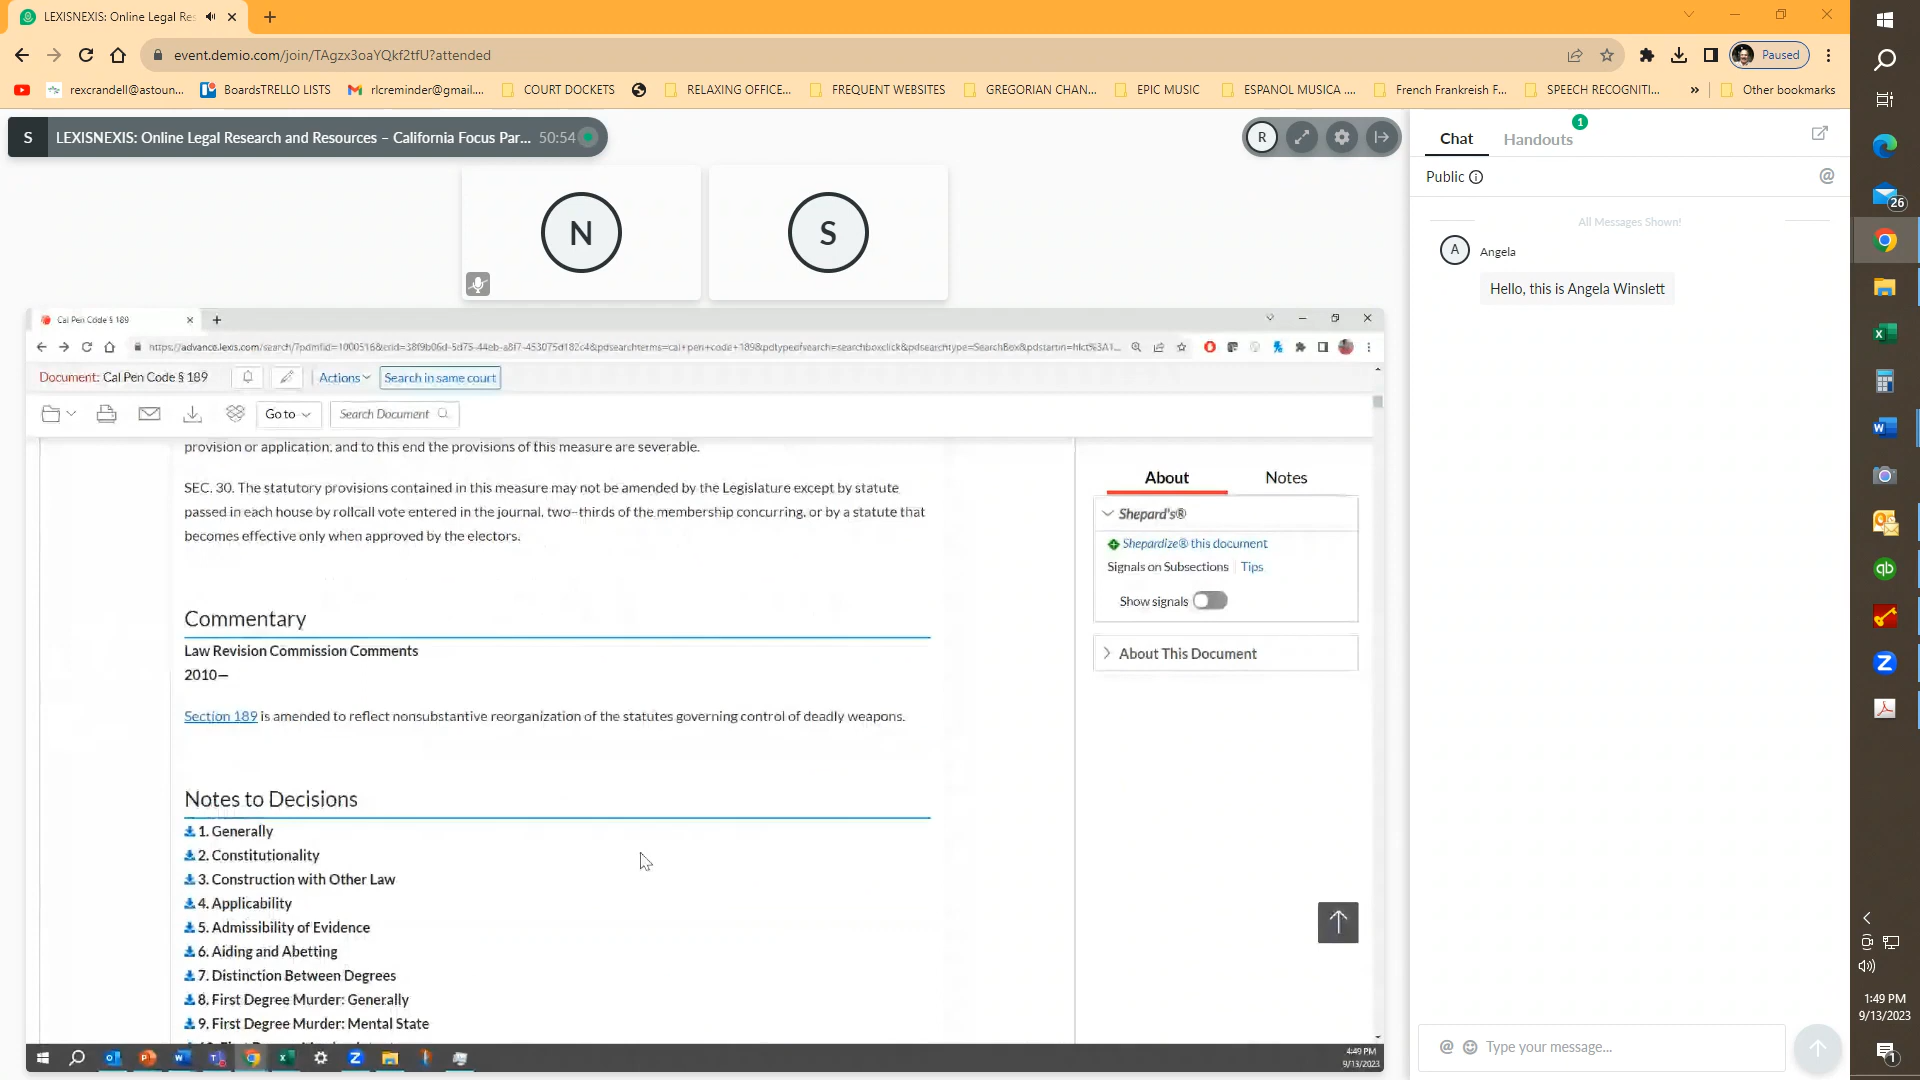 LEXISNEXIS: Online Legal Res
event.demio.com/join/TAgzx3oaYQkf2tfU?attended
Paused
rexcrandell@astoun...
BoardsTRELLO LISTS
rlcreminder@gmail....
COURT DOCKETS
RELAXING OFFICE...
FREQUENT WEBSITES
GREGORIAN CHAN...
EPIC MUSIC
ESPANOL MUSICA ....
French Frankreish F...
SPEECH RECOGNITI...
»
Other bookmarks
S
LEXISNEXIS: Online Legal Research and Resources – California Focus Par...
50:54
R
Chat
Handouts
1
Public
@
All Messages Shown!
A
Angela
Hello, this is Angela Winslett
N
S
Cal Pen Code § 189
Document: Cal Pen Code § 189
Actions
Search in same court
Go to
Search Document
provision or application, and to this end the provisions of this measure are severable.
SEC. 30. The statutory provisions contained in this measure may not be amended by the Legislature except by statute
passed in each house by rollcall vote entered in the journal, two-thirds of the membership concurring, or by a statute that
becomes effective only when approved by the electors.
Commentary
Law Revision Commission Comments
2010—
Section 189 is amended to reflect nonsubstantive reorganization of the statutes governing control of deadly weapons.
Notes to Decisions
1. Generally
2. Constitutionality
3. Construction with Other Law
4. Applicability
5. Admissibility of Evidence
6. Aiding and Abetting
7. Distinction Between Degrees
8. First Degree Murder: Generally
9. First Degree Murder: Mental State
About
Notes
Shepard's®
Shepardize® this document
Signals on Subsections
Tips
Show signals
About This Document
4:49 PM
9/13/2023
@
Type your message...
26
1:49 PM
9/13/2023
1